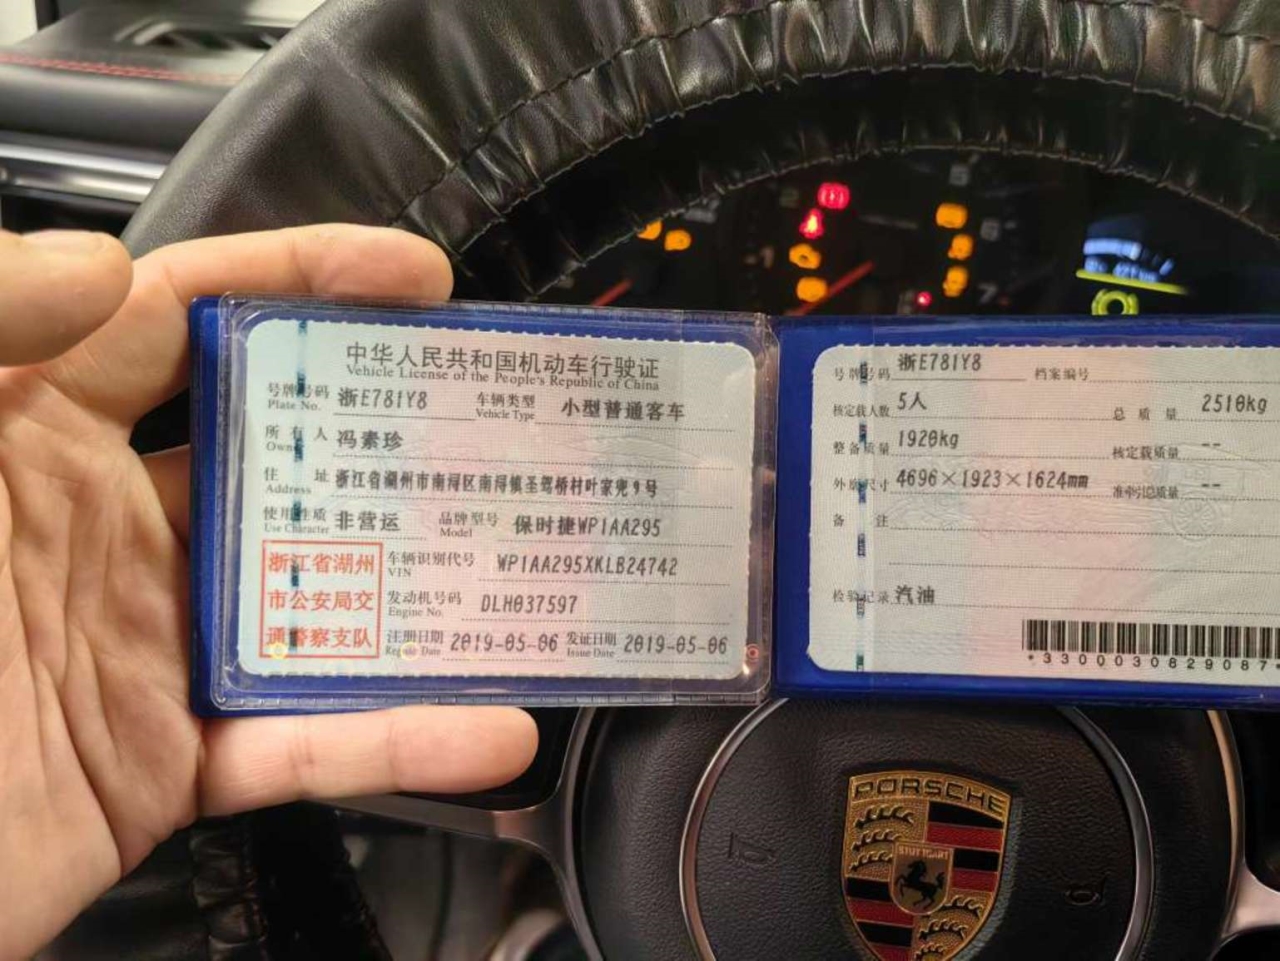 中华人民共和国机动车行驶证
Vehicle License of the People's Republic of China
号牌号码 浙E781Y8 车辆类型 小型普通客车
Plate No. Vehicle Type
所有人 冯素珍
Owner
住址 浙江省湖州市南浔区南浔镇圣驾桥村叶家兜9号
Address
使用性质 非营运 品牌型号 保时捷WP1AA295
Use Character Model
浙江省湖州
市公安局交
通警察支队
车辆识别代号 WP1AA295XKLB24742
VIN
发动机号码 DLH037597
Engine No.
注册日期 2019-05-06 发证日期 2019-05-06
Register Date Issue Date
号牌号码 浙E781Y8 档案编号
核定载人数 5人 总质量 2510kg
整备质量 1920kg 核定载质量 --
外廓尺寸 4696×1923×1624mm 准牵引总质量 --
备注
检验记录 汽油
*3300030829087*
PORSCHE
STUTTGART